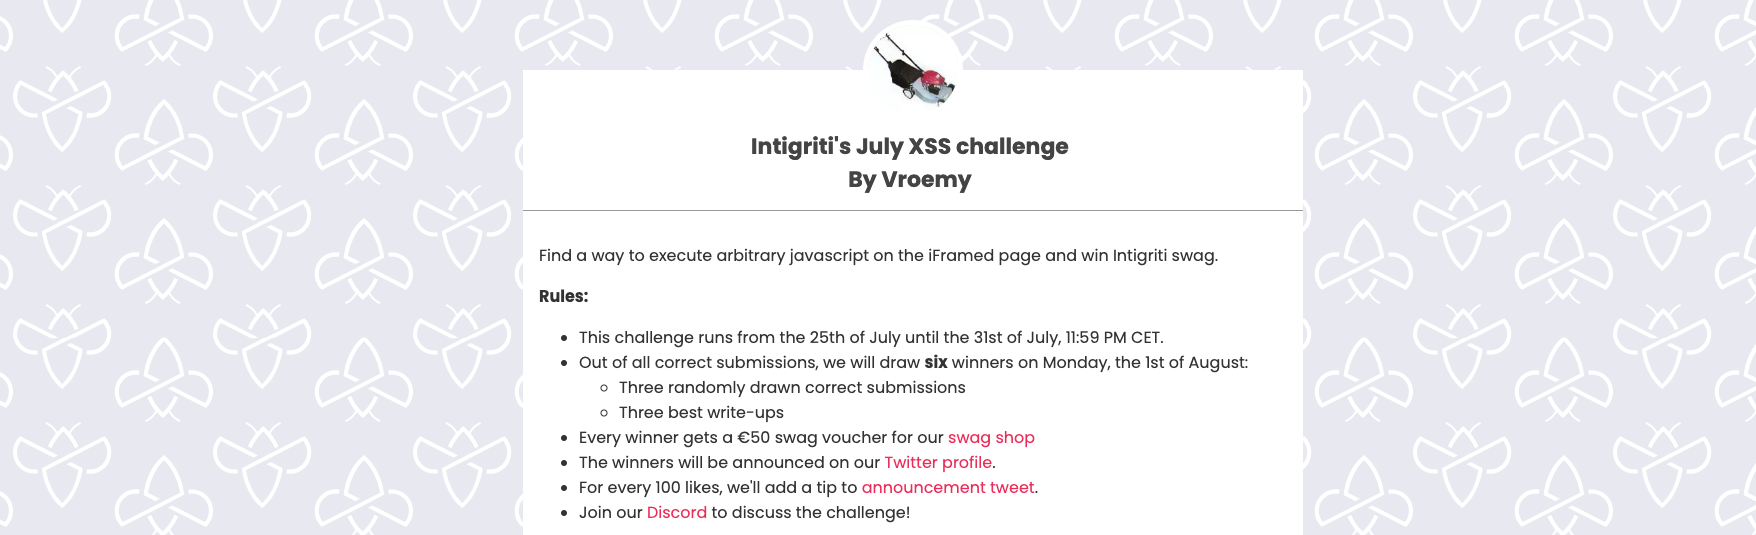 Intigriti's July XSS challenge
By Vroemy
Find a way to execute arbitrary javascript on the iFramed page and win Intigriti swag.
Rules:
This challenge runs from the 25th of July until the 31st of July, 11:59 PM CET.
Out of all correct submissions, we will draw six winners on Monday, the 1st of August:
Three randomly drawn correct submissions
Three best write-ups
Every winner gets a €50 swag voucher for our swag shop
The winners will be announced on our Twitter profile.
For every 100 likes, we'll add a tip to announcement tweet.
Join our Discord to discuss the challenge!